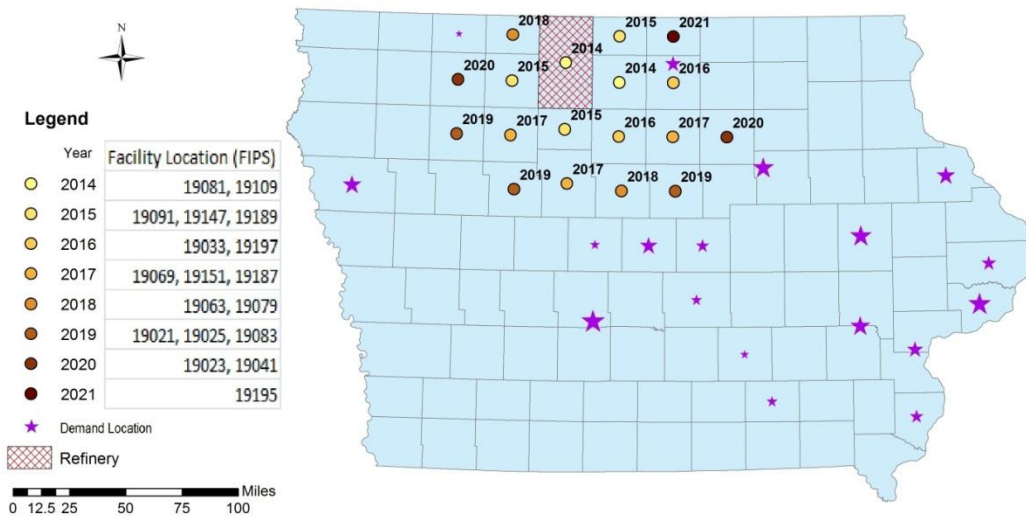 N
Legend
Year Facility Location (FIPS)
2014 19081, 19109
2015 19091, 19147, 19189
2016 19033, 19197
2017 19069, 19151, 19187
2018 19063, 19079
2019 19021, 19025, 19083
2020 19023, 19041
2021 19195
Demand Location
Refinery
Miles
0 12.5 25 50 75 100
2018 2015 2021
2014
2020 2015 2014 2016
2019 2017 2015 2016 2017 2020
2019 2017 2018 2019